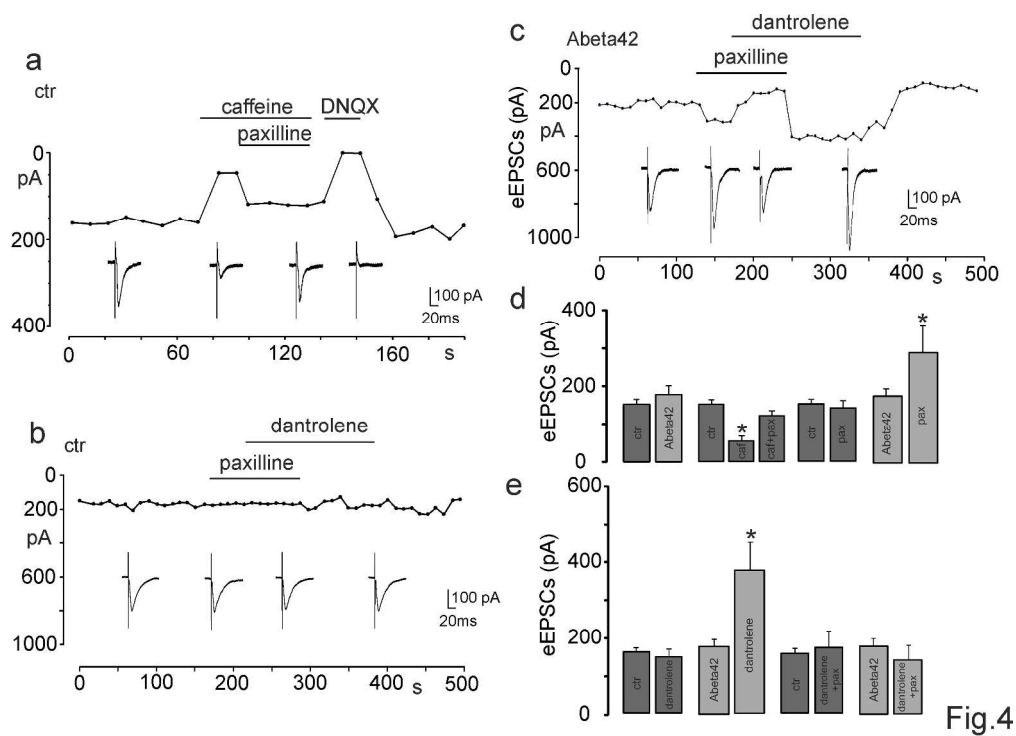 a
ctr
caffeine
DNQX
paxilline
0
pA
200
400
100 pA
20ms
0 60 120 160 s
b
ctr
dantrolene
paxilline
0
200
pA
600
1000
100 pA
20ms
0 100 200 300 400 s 500
c
Abeta42
dantrolene
paxilline
eEPSCs (pA)
0
200
pA
600
1000
100 pA
20ms
0 100 200 300 400 s 500
d
eEPSCs (pA)
400
200
0
*
*
ctr
Abeta42
ctr
caf
caf+pax
ctr
pax
Abeta42
pax
e
eEPSCs (pA)
600
400
200
0
*
ctr
dantrolene
Abeta42
dantrolene
ctr
dantrolene
+pax
Abeta42
dantrolene
+pax
Fig.4